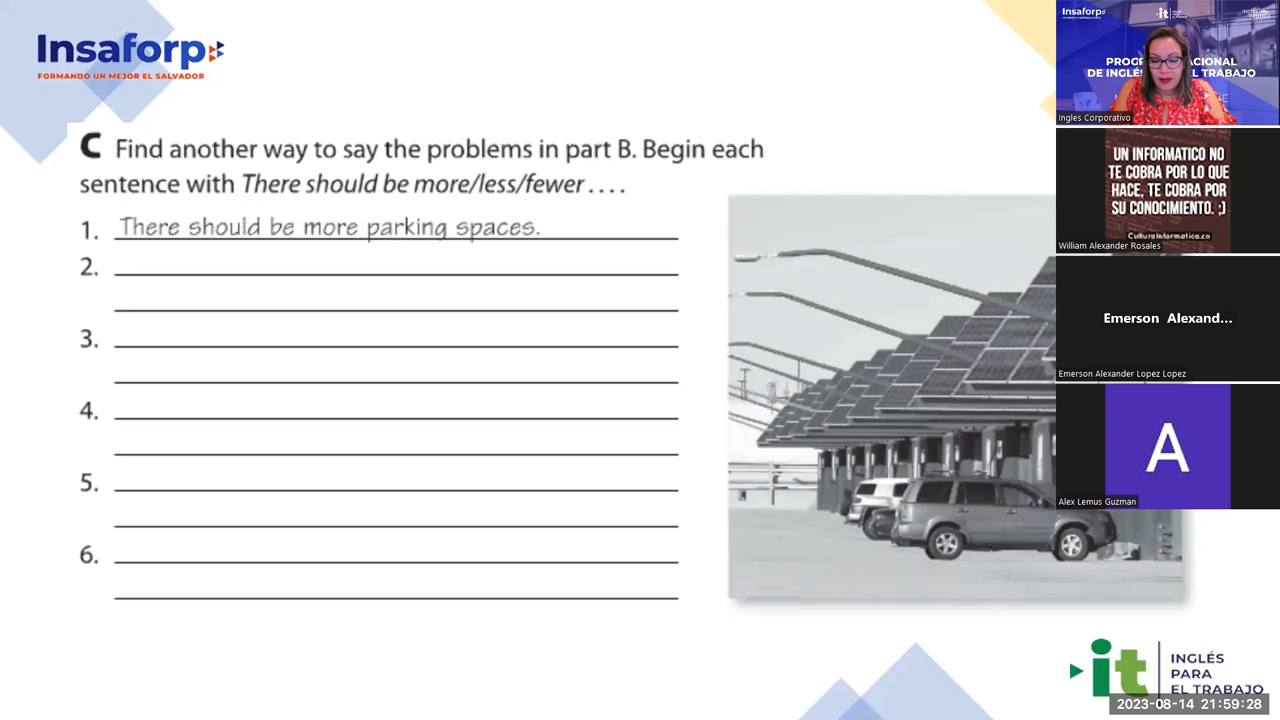 Insaforp
FORMANDO UN MEJOR EL SALVADOR
C Find another way to say the problems in part B. Begin each
sentence with There should be more/less/fewer . . . .
1. There should be more parking spaces.
2.
3.
4.
5.
6.
Insaforp
it
PROGR ACIONAL
DE INGLÉS EL TRABAJO
Ingles Corporativo
UN INFORMATICO NO
TE COBRA POR LO QUE
HACE, TE COBRA POR
SU CONOCIMIENTO. ;)
CulturaInformatica.co
William Alexander Rosales
Emerson Alexand...
Emerson Alexander Lopez Lopez
A
Alex Lemus Guzman
it
INGLÉS
PARA
EL TRABAJO
2023-08-14 21:59:28